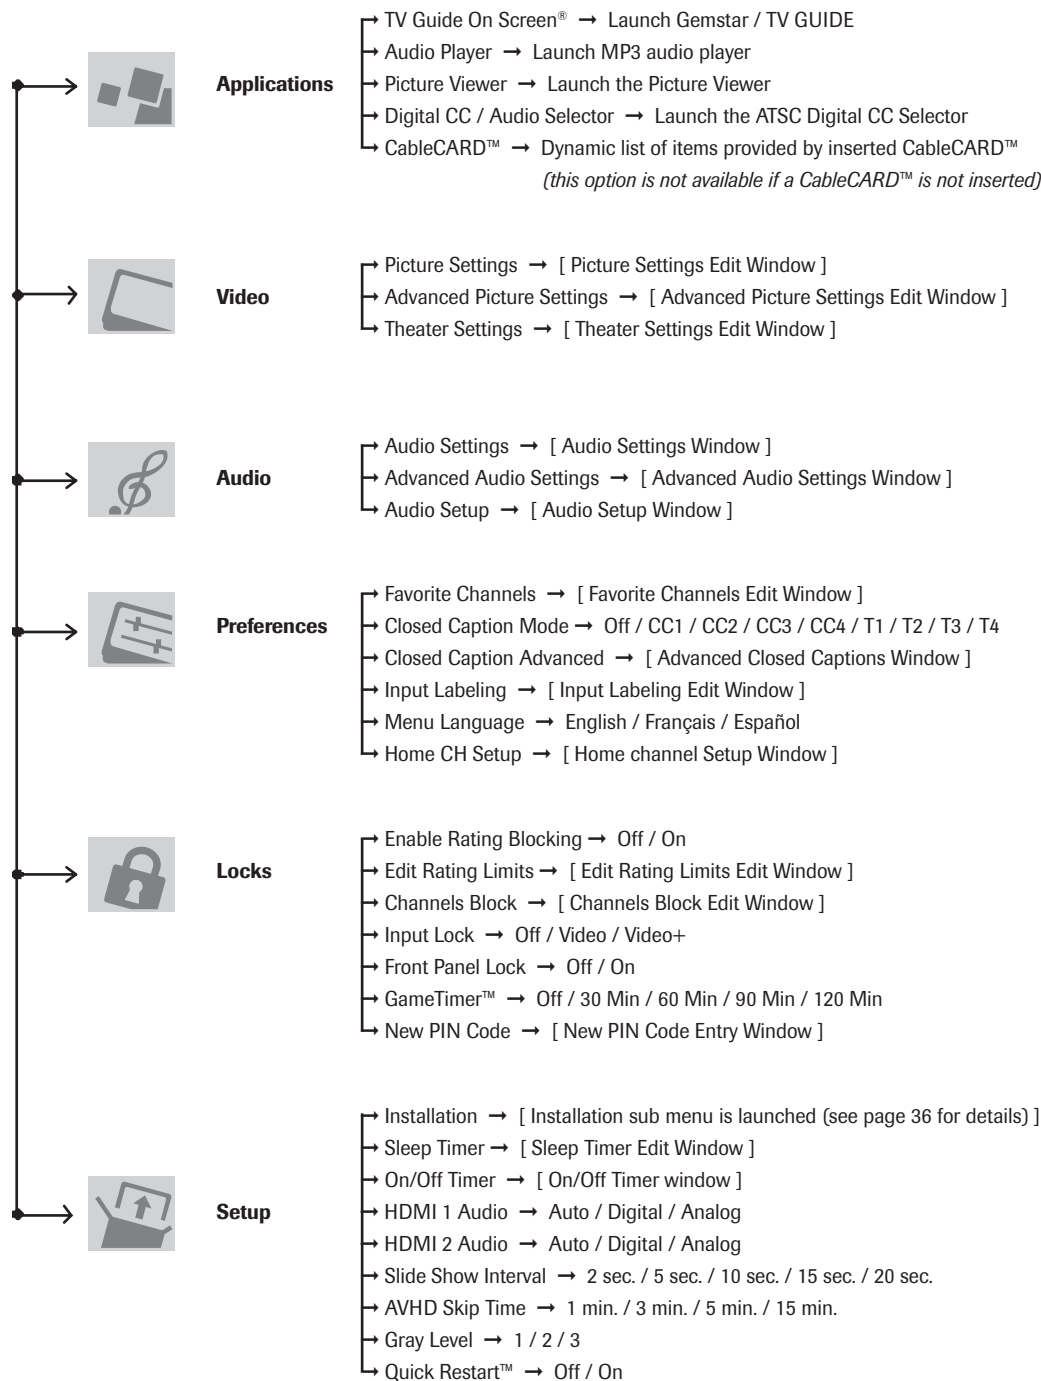 TV Guide On Screen® → Launch Gemstar / TV GUIDE
Audio Player → Launch MP3 audio player
Applications → Picture Viewer → Launch the Picture Viewer
Digital CC / Audio Selector → Launch the ATSC Digital CC Selector
CableCARD™ → Dynamic list of items provided by inserted CableCARD™
(this option is not available if a CableCARD™ is not inserted)
Picture Settings → [ Picture Settings Edit Window ]
Video → Advanced Picture Settings → [ Advanced Picture Settings Edit Window ]
Theater Settings → [ Theater Settings Edit Window ]
Audio Settings → [ Audio Settings Window ]
Audio → Advanced Audio Settings → [ Advanced Audio Settings Window ]
Audio Setup → [ Audio Setup Window ]
Favorite Channels → [ Favorite Channels Edit Window ]
Preferences → Closed Caption Mode → Off / CC1 / CC2 / CC3 / CC4 / T1 / T2 / T3 / T4
Closed Caption Advanced → [ Advanced Closed Captions Window ]
Input Labeling → [ Input Labeling Edit Window ]
Menu Language → English / Français / Español
Home CH Setup → [ Home channel Setup Window ]
Enable Rating Blocking → Off / On
Locks → Edit Rating Limits → [ Edit Rating Limits Edit Window ]
Channels Block → [ Channels Block Edit Window ]
Input Lock → Off / Video / Video+
Front Panel Lock → Off / On
GameTimer™ → Off / 30 Min / 60 Min / 90 Min / 120 Min
New PIN Code → [ New PIN Code Entry Window ]
Installation → [ Installation sub menu is launched (see page 36 for details) ]
Sleep Timer → [ Sleep Timer Edit Window ]
On/Off Timer → [ On/Off Timer window ]
Setup → HDMI 1 Audio → Auto / Digital / Analog
HDMI 2 Audio → Auto / Digital / Analog
Slide Show Interval → 2 sec. / 5 sec. / 10 sec. / 15 sec. / 20 sec.
AVHD Skip Time → 1 min. / 3 min. / 5 min. / 15 min.
Gray Level → 1 / 2 / 3
Quick Restart™ → Off / On